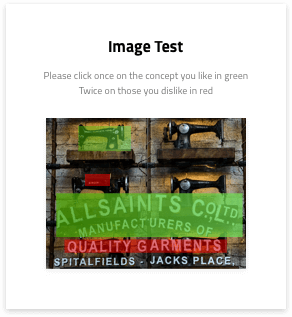 Image Test
Please click once on the concept you like in green
Twice on those you dislike in red
ALLSAINTS Co LTD.
MANUFACTURERS OF
QUALITY GARMENTS
SPITALFIELDS - JACKS PLACE.